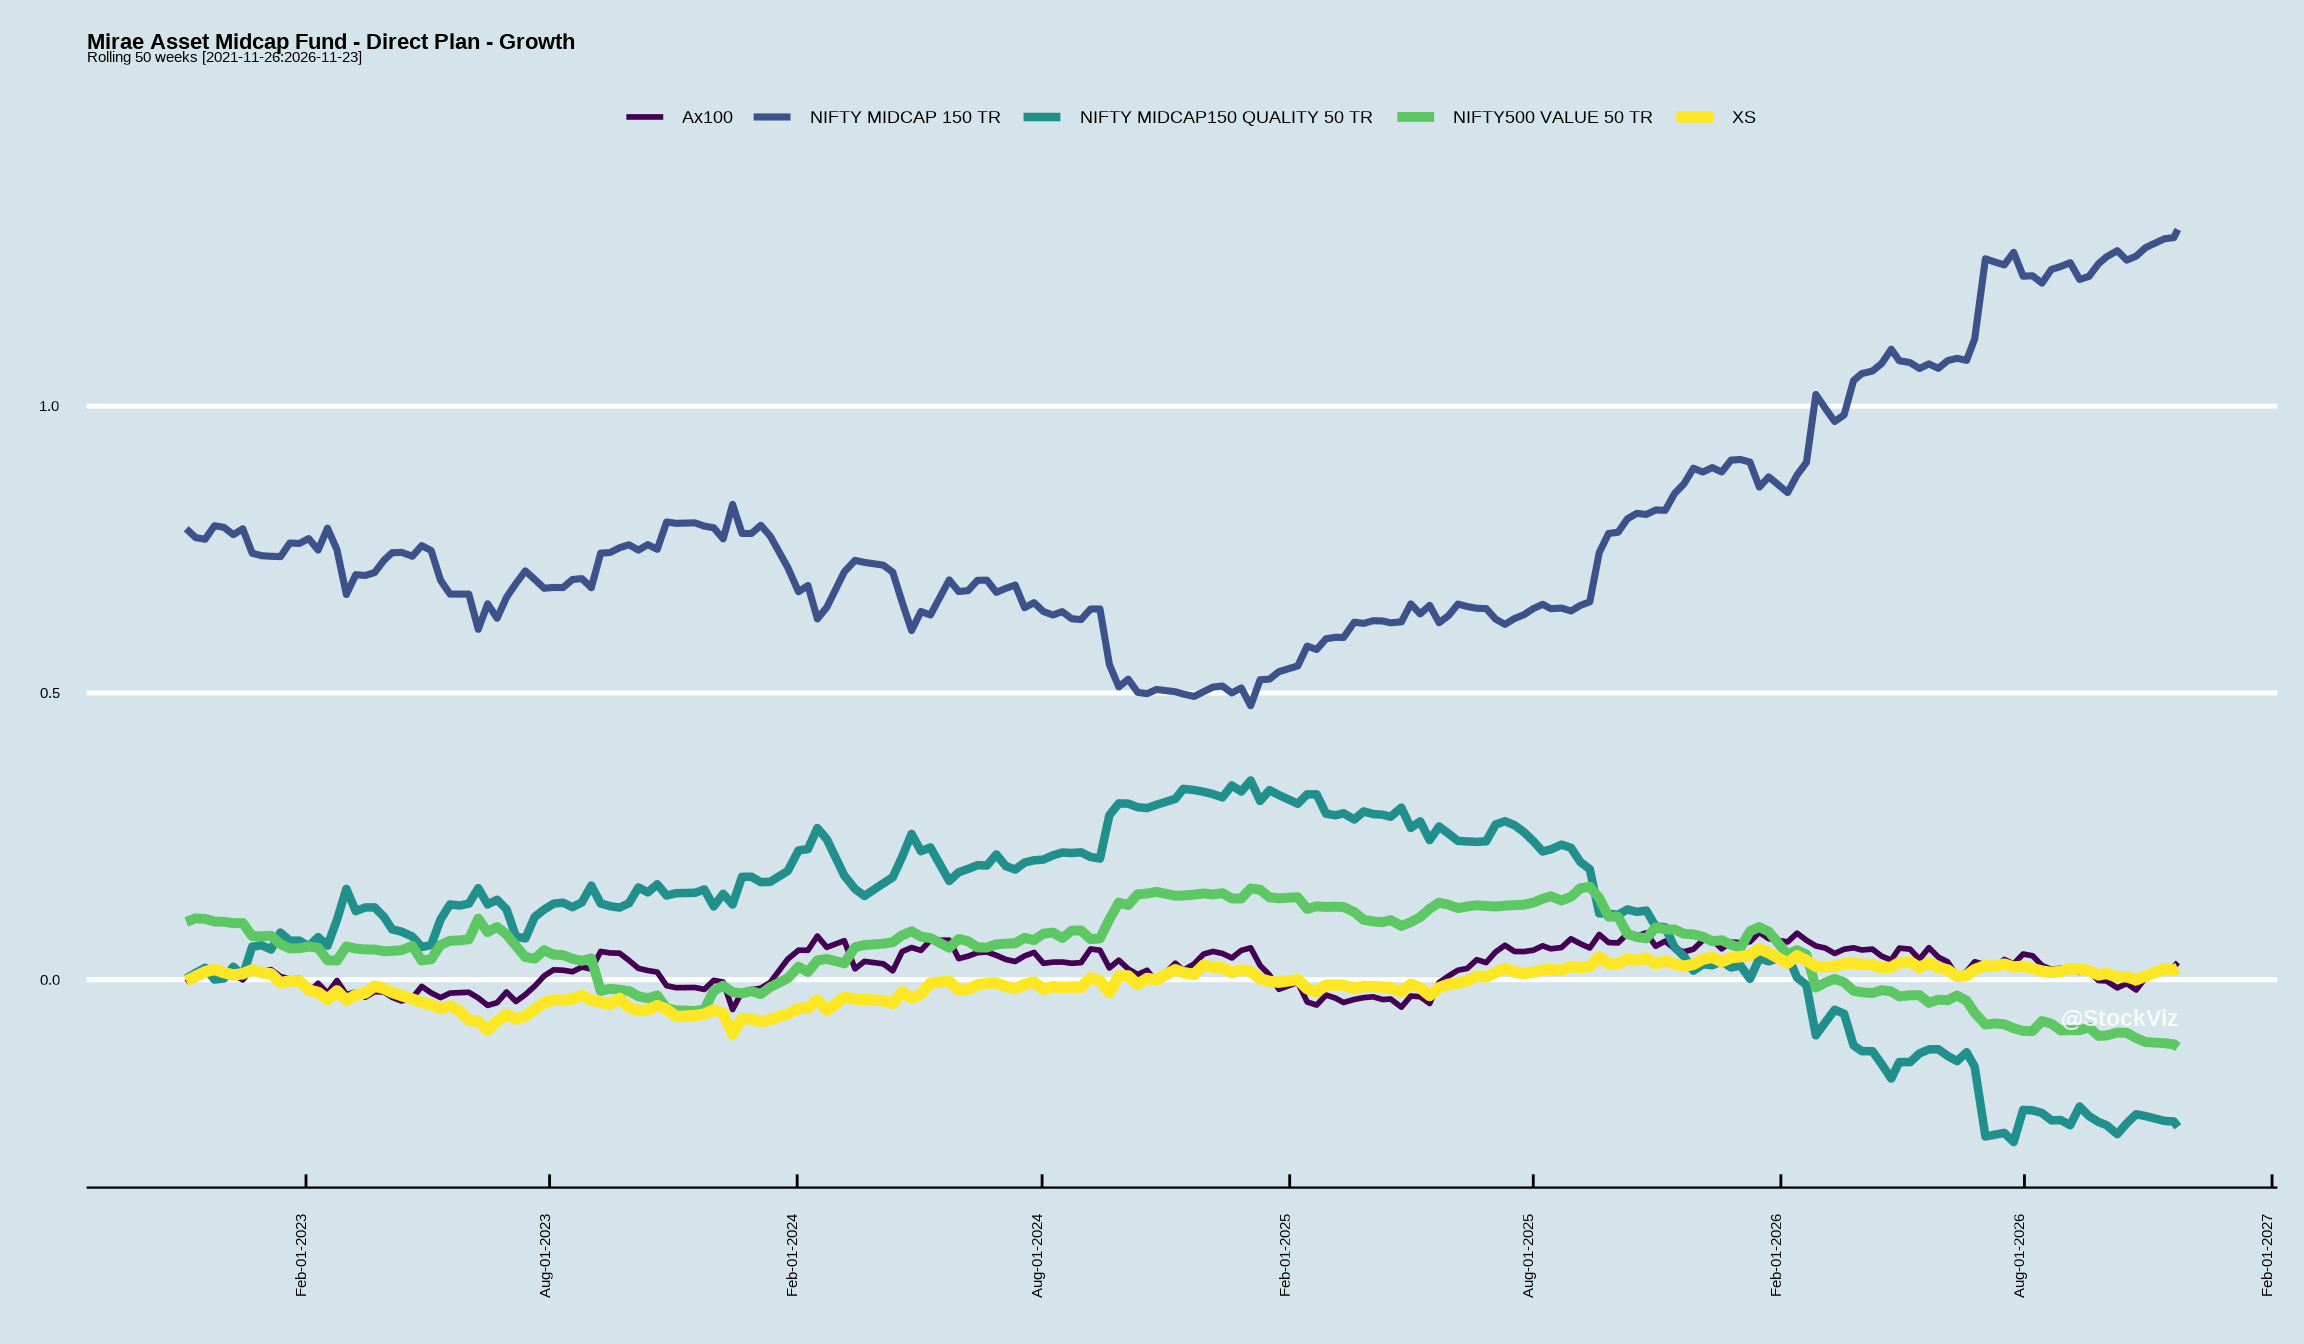 Mirae Asset Midcap Fund - Direct Plan - Growth
Rolling 50 weeks [2021-11-26:2026-11-23]
Ax100 NIFTY MIDCAP 150 TR NIFTY MIDCAP150 QUALITY 50 TR NIFTY500 VALUE 50 TR XS
1.0
0.5
0.0
@StockViz
Feb-01-2023
Aug-01-2023
Feb-01-2024
Aug-01-2024
Feb-01-2025
Aug-01-2025
Feb-01-2026
Aug-01-2026
Feb-01-2027